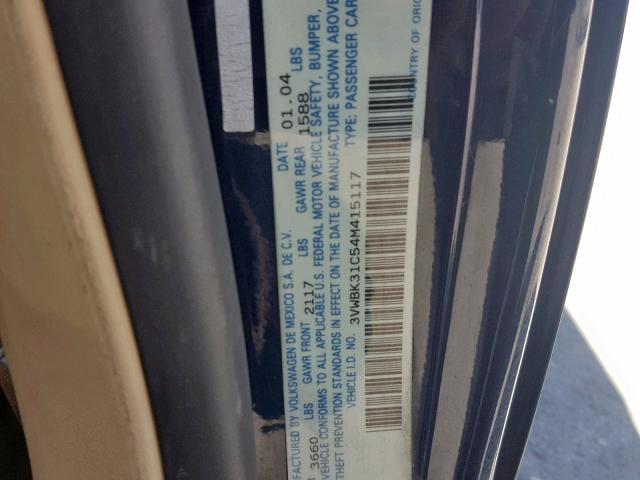 FACTURED BY VOLKSWAGEN DE MEXICO S.A. DE C.V. DATE 01.04
3660 LBS GAWR FRONT 2117 LBS GAWR REAR 1588 LBS
VEHICLE CONFORMS TO ALL APPLICABLE U.S. FEDERAL MOTOR VEHICLE SAFETY, BUMPER,
THEFT PREVENTION STANDARDS IN EFFECT ON THE DATE OF MANUFACTURE SHOWN ABOVE
VEHICLE I.D. NO. 3VWBK31C54M415117 TYPE: PASSENGER CAR
COUNTRY OF ORIG